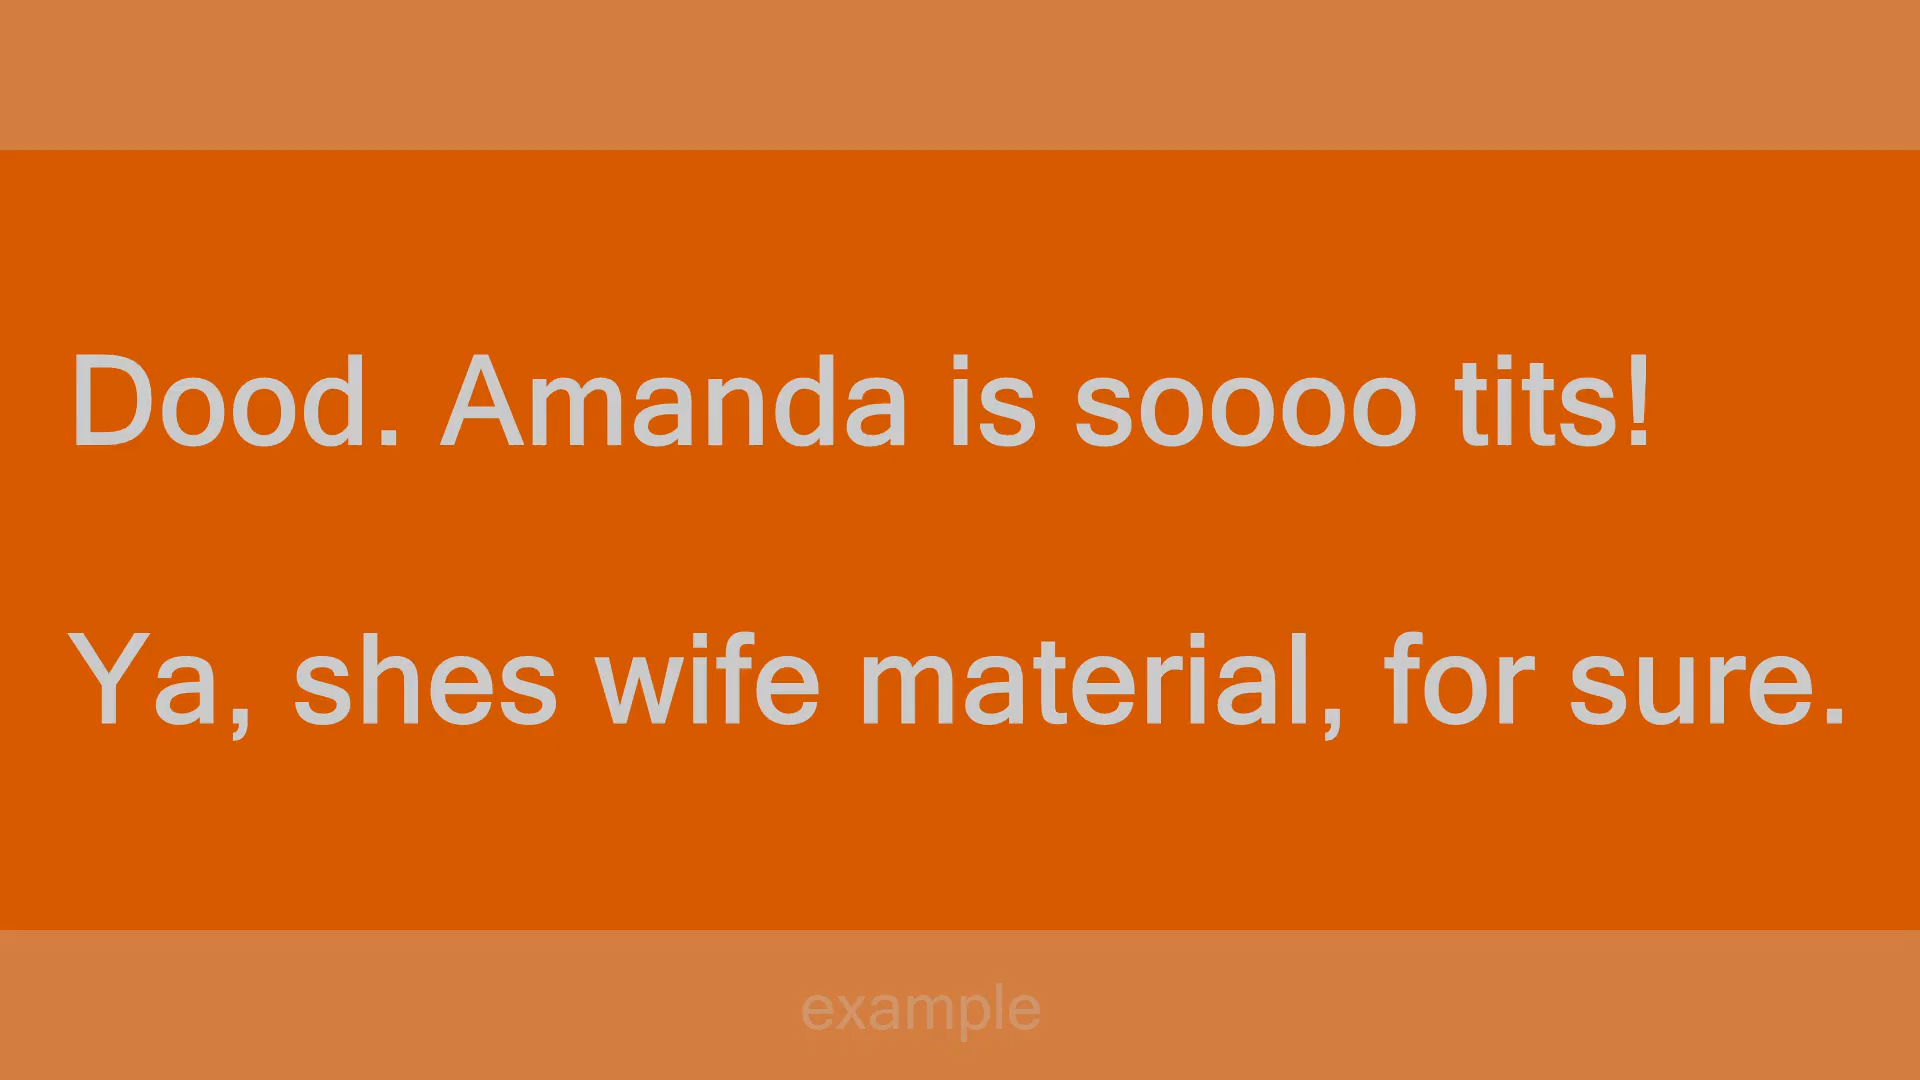 Dood. Amanda is soooo tits!
Ya, shes wife material, for sure.
example